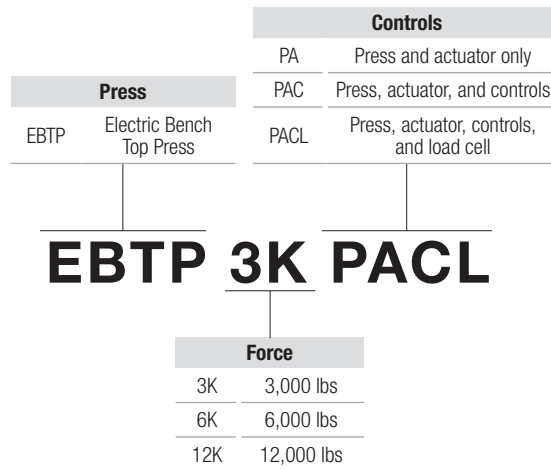 Controls
PA Press and actuator only
PAC Press, actuator, and controls
PACL Press, actuator, controls,
and load cell
Press
EBTP Electric Bench
Top Press
EBTP 3K PACL
Force
3K 3,000 lbs
6K 6,000 lbs
12K 12,000 lbs